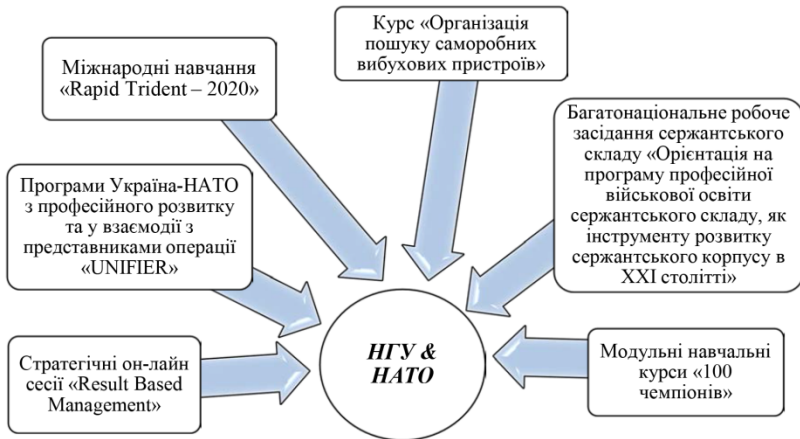 Курс «Організація
пошуку саморобних
вибухових пристроїв»
Міжнародні навчання
«Rapid Trident – 2020»
Багатонаціональне робоче
засідання сержантського
складу «Орієнтація на
програму професійної
військової освіти
сержантського складу, як
інструменту розвитку
сержантського корпусу в
ХХІ столітті»
Програми Україна-НАТО
з професійного розвитку
та у взаємодії з
представниками операції
«UNIFIER»
НГУ &
НАТО
Стратегічні он-лайн
сесії «Result Based
Management»
Модульні навчальні
курси «100
чемпіонів»